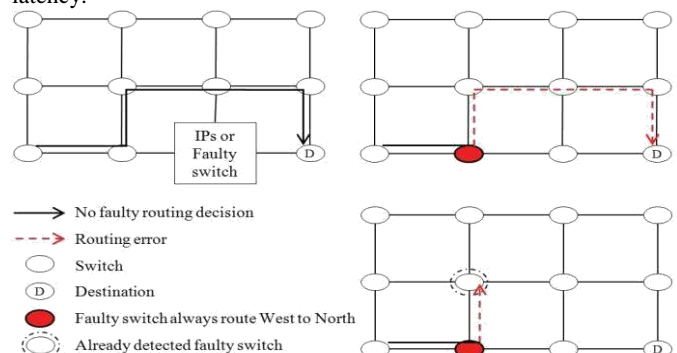 latency.
IPs or
Faulty
switch
D
D
No faulty routing decision
Routing error
Switch
D Destination
Faulty switch always route West to North
Already detected faulty switch
D